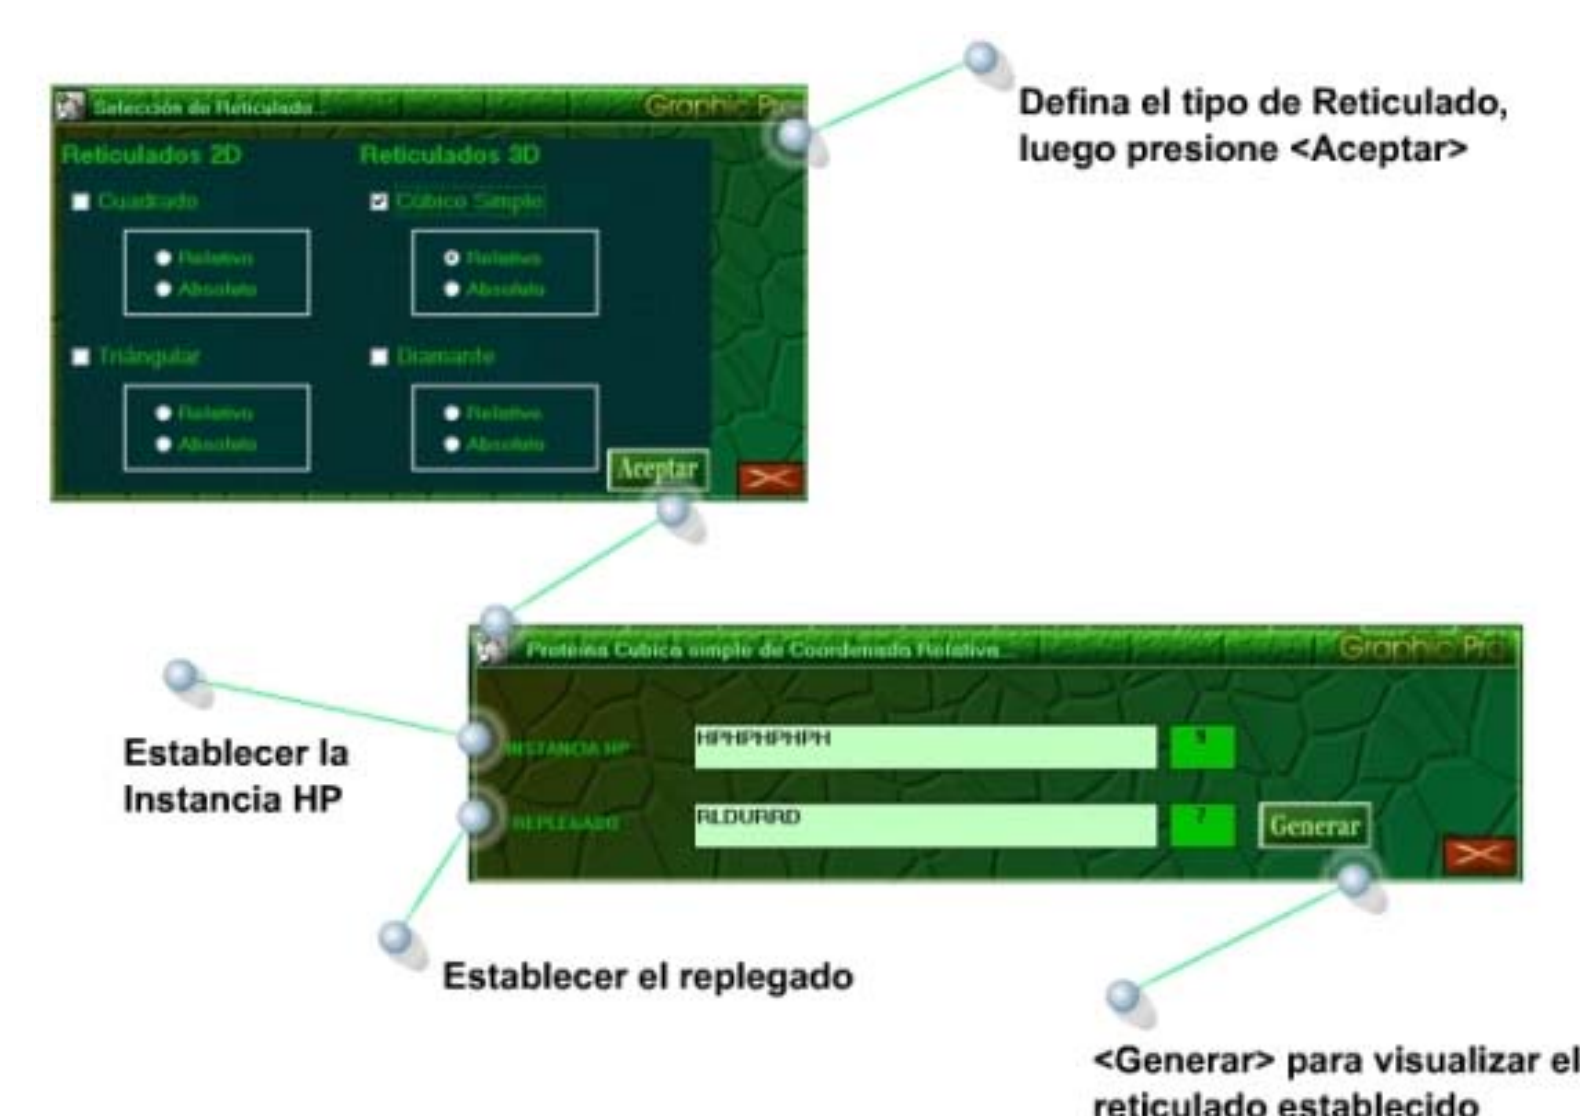 Selección de Reticulado...
Graphic Pro
Defina el tipo de Reticulado,
luego presione <Aceptar>
Reticulados 2D
Reticulados 3D
Cuadrado
Cúbico Simple
Relativo
Absoluto
Relativo
Absoluto
Triángular
Diamante
Relativo
Absoluto
Relativo
Absoluto
Aceptar
Proteina Cubica simple de Coordenada Relativa...
Graphic Pro
Establecer la
Instancia HP
INSTANCIA HP
HPHPHPHPH
9
REPLEGADO
RLDURRD
7
Generar
Establecer el replegado
<Generar> para visualizar el
reticulado establecido